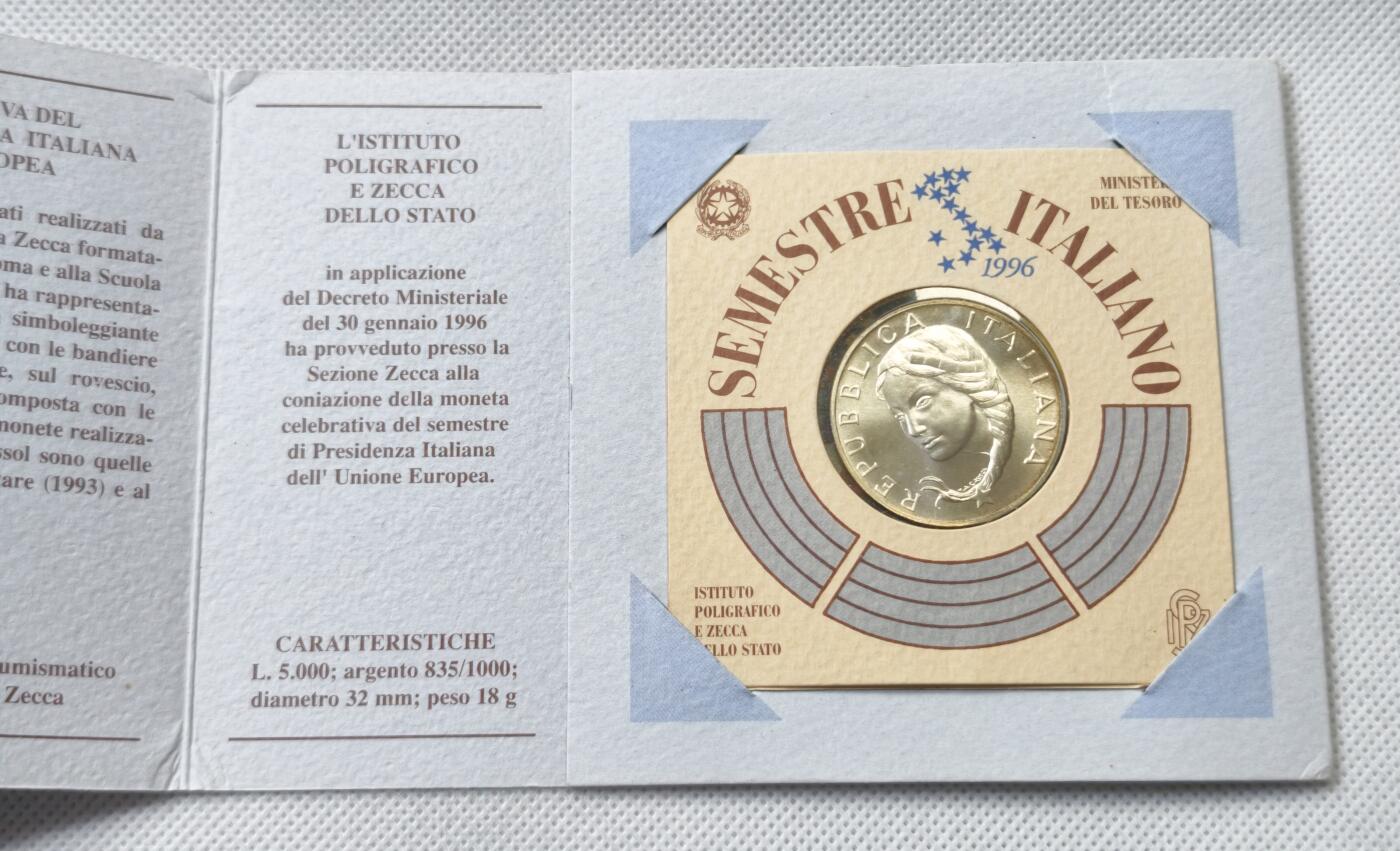 VA DEL
A ITALIANA
OPEA
ati realizzati da
a Zecca formata-
oma e alla Scuola
ha rappresenta-
simboleggiante
con le bandiere
e, sul rovescio,
omposta con le
monete realizza-
ssol sono quelle
tare (1993) e al
umismatico
Zecca
L'ISTITUTO
POLIGRAFICO
E ZECCA
DELLO STATO
in applicazione
del Decreto Ministeriale
del 30 gennaio 1996
ha provveduto presso la
Sezione Zecca alla
coniazione della moneta
celebrativa del semestre
di Presidenza Italiana
dell' Unione Europea.
CARATTERISTICHE
L. 5.000; argento 835/1000;
diametro 32 mm; peso 18 g
MINISTE
DEL TESORO
SEMESTRE ITALIANO
1996
REPUBBLICA ITALIANA
ISTITUTO
POLIGRAFICO
E ZECCA
ELLO STATO